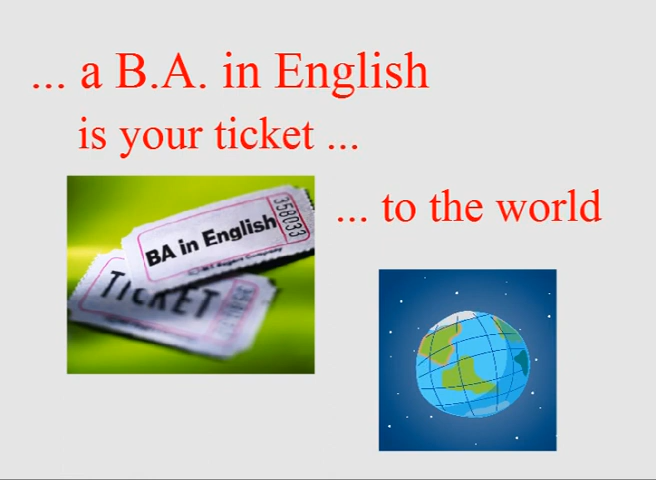 ... a B.A. in English
is your ticket ...
... to the world
BA in English
358033
TICKET